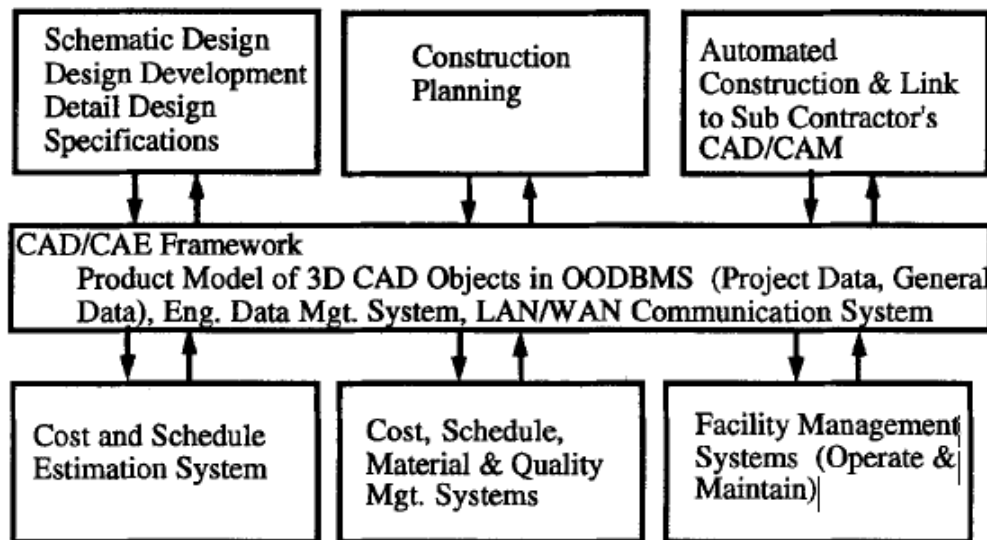 Schematic Design
Design Development
Detail Design
Specifications
Construction
Planning
Automated
Construction & Link
to Sub Contractor's
CAD/CAM
CAD/CAE Framework
Product Model of 3D CAD Objects in OODBMS (Project Data, General
Data), Eng. Data Mgt. System, LAN/WAN Communication System
Cost and Schedule
Estimation System
Cost, Schedule,
Material & Quality
Mgt. Systems
Facility Management
Systems (Operate &
Maintain)